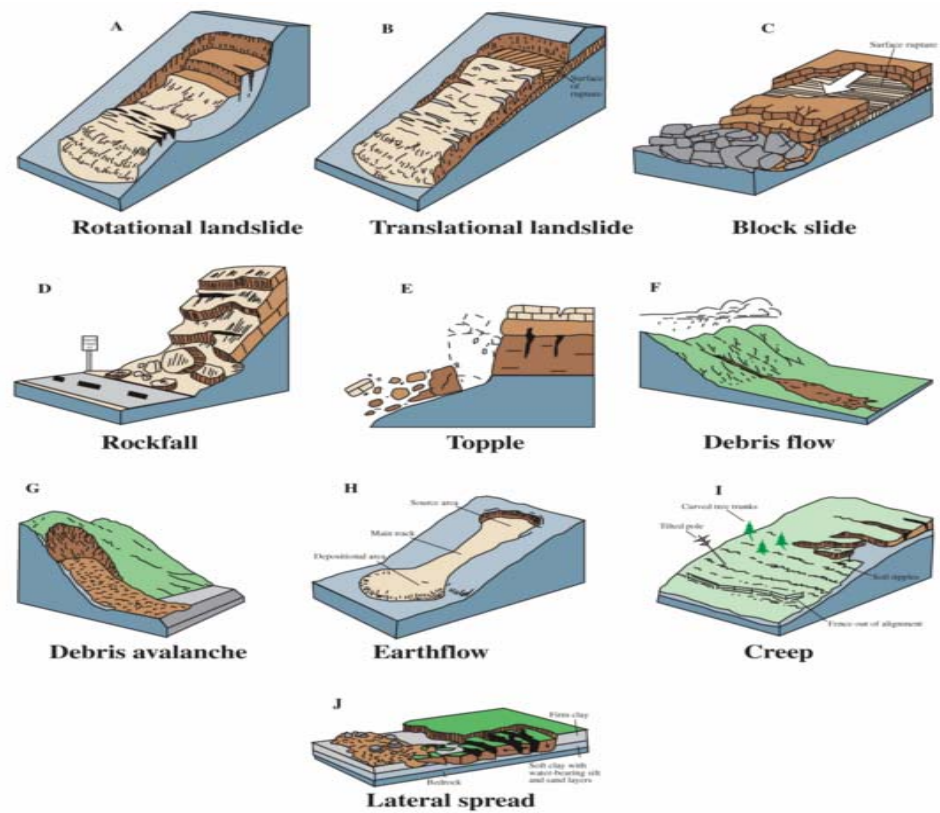 A
B
C
Surface rupture
Surface
of
rupture
Rotational landslide
Translational landslide
Block slide
D
E
F
Rockfall
Topple
Debris flow
G
H
I
Source area
Main track
Depositional area
Curved tree trunks
Tilted pole
Soil ripples
Fence out of alignment
Debris avalanche
Earthflow
Creep
J
Firm clay
Soft clay with
water-bearing silt
and sand layers
Bedrock
Lateral spread